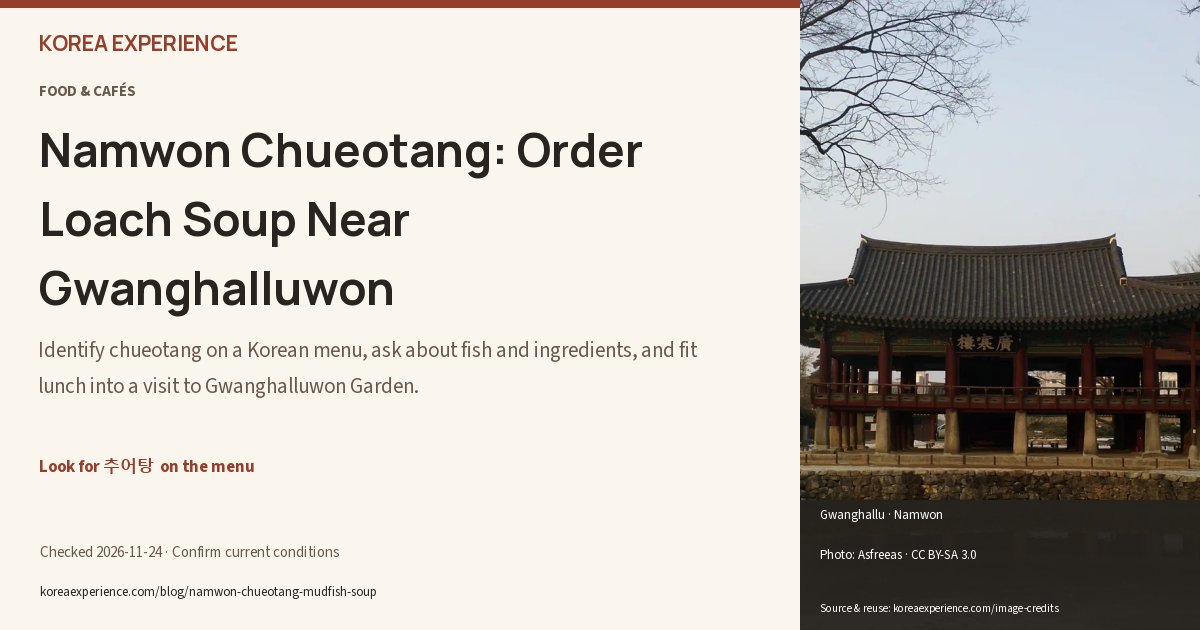 KOREA EXPERIENCE
FOOD & CAFÉS
Namwon Chueotang: Order
Loach Soup Near
Gwanghalluwon
Identify chueotang on a Korean menu, ask about fish and ingredients, and fit
lunch into a visit to Gwanghalluwon Garden.
Look for 추어탕 on the menu
Checked 2026-11-24 · Confirm current conditions
koreaexperience.com/blog/namwon-chueotang-mudfish-soup
樓寒廣
Gwanghallu · Namwon
Photo: Asfreeas · CC BY-SA 3.0
Source & reuse: koreaexperience.com/image-credits